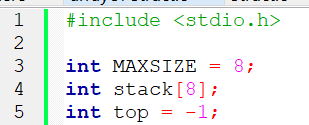 1 #include <stdio.h>
2
3 int MAXSIZE = 8;
4 int stack[8];
5 int top = -1;